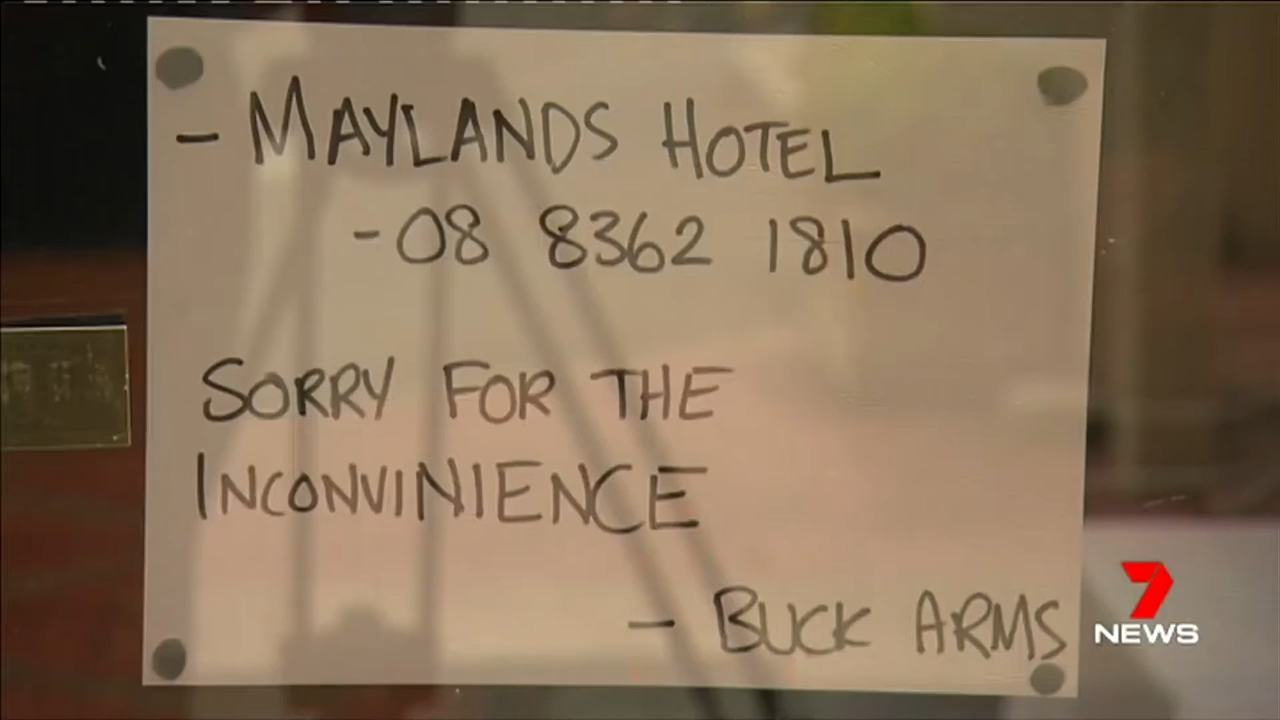 - MAYLANDS HOTEL
- 08 8362 1810
SORRY FOR THE
INCONVINIENCE
- BUCK ARMS
7
NEWS